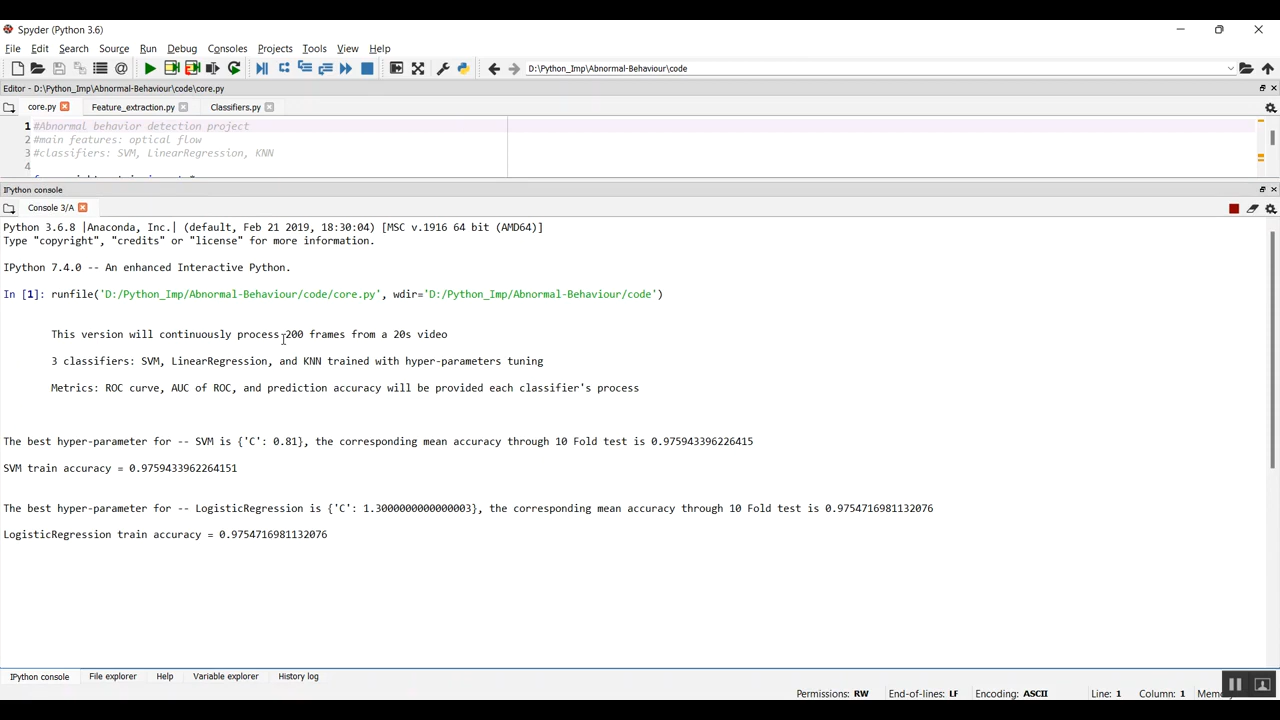 Spyder (Python 3.6)
File Edit Search Source Run Debug Consoles Projects Tools View Help
D:\Python_Imp\Abnormal-Behaviour\code
Editor - D:\Python_Imp\Abnormal-Behaviour\code\core.py
core.py Feature_extraction.py Classifiers.py
1 #Abnormal behavior detection project
2 #main features: optical flow
3 #classifiers: SVM, LinearRegression, KNN
4
IPython console
Console 3/A
Python 3.6.8 |Anaconda, Inc.| (default, Feb 21 2019, 18:30:04) [MSC v.1916 64 bit (AMD64)]
Type "copyright", "credits" or "license" for more information.
IPython 7.4.0 -- An enhanced Interactive Python.
In [1]: runfile('D:/Python_Imp/Abnormal-Behaviour/code/core.py', wdir='D:/Python_Imp/Abnormal-Behaviour/code')
This version will continuously process 200 frames from a 20s video
3 classifiers: SVM, LinearRegression, and KNN trained with hyper-parameters tuning
Metrics: ROC curve, AUC of ROC, and prediction accuracy will be provided each classifier's process
The best hyper-parameter for -- SVM is {'C': 0.81}, the corresponding mean accuracy through 10 Fold test is 0.975943396226415
SVM train accuracy = 0.9759433962264151
The best hyper-parameter for -- LogisticRegression is {'C': 1.3000000000000003}, the corresponding mean accuracy through 10 Fold test is 0.9754716981132076
LogisticRegression train accuracy = 0.9754716981132076
IPython console File explorer Help Variable explorer History log
Permissions: RW End-of-lines: LF Encoding: ASCII Line: 1 Column: 1